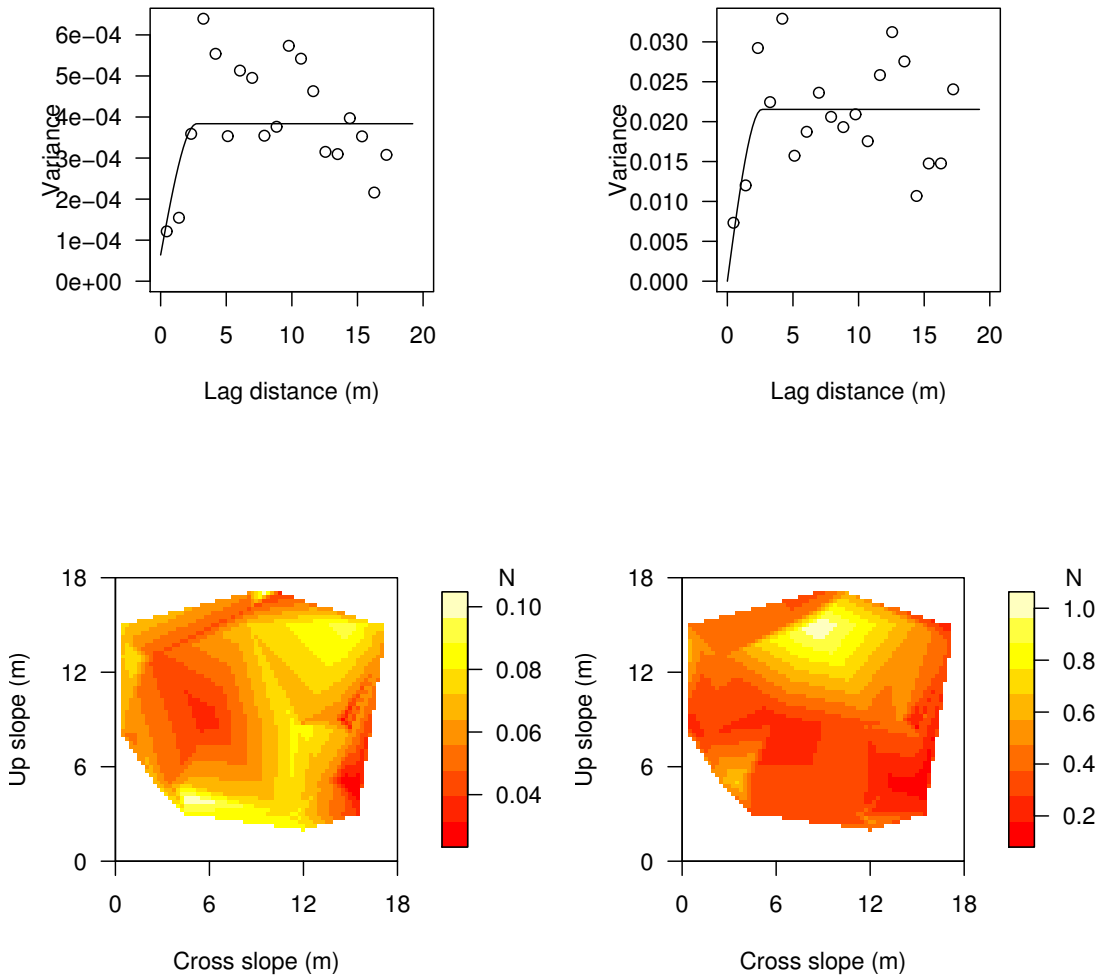 6e−04
5e−04
4e−04
3e−04
2e−04
1e−04
0e+00
Variance
0 5 10 15 20
Lag distance (m)
0.030
0.025
0.020
0.015
0.010
0.005
0.000
Variance
0 5 10 15 20
Lag distance (m)
18
12
6
0
Up slope (m)
0 6 12 18
Cross slope (m)
N
0.10
0.08
0.06
0.04
18
12
6
0
Up slope (m)
0 6 12 18
Cross slope (m)
N
1.0
0.8
0.6
0.4
0.2